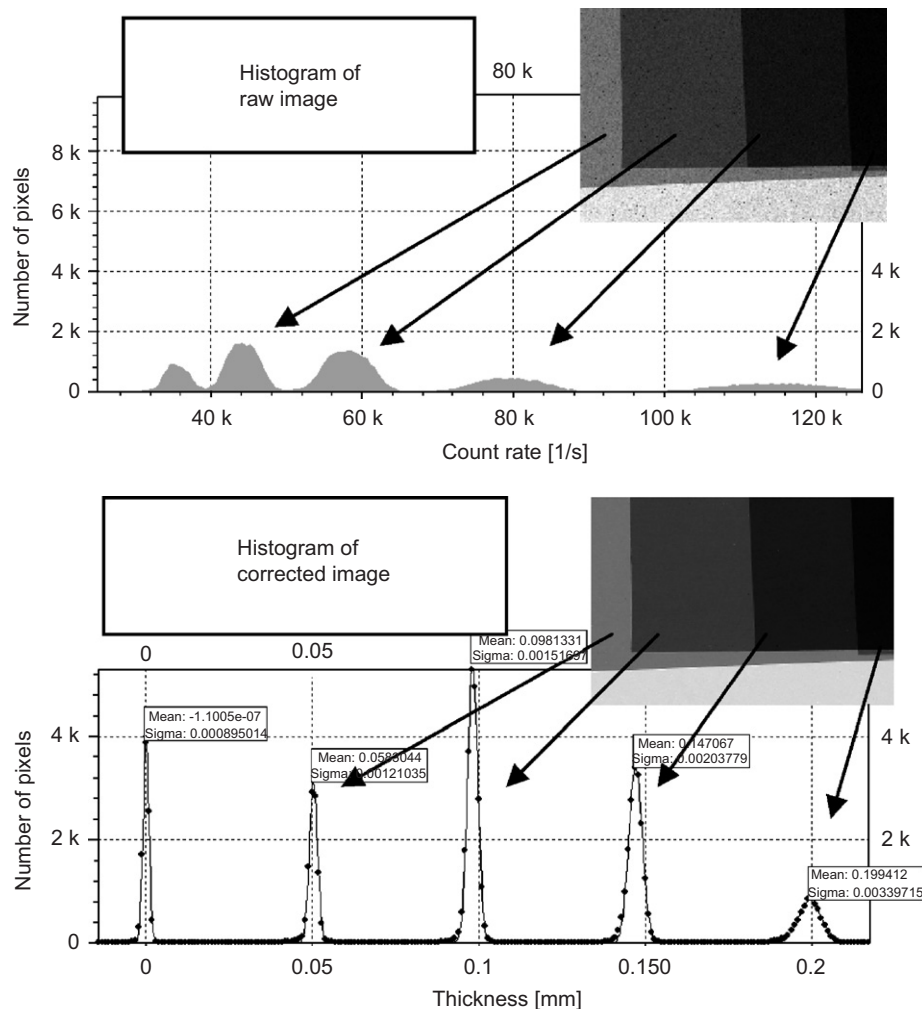 Histogram of
raw image
80 k
Number of pixels
8 k
6 k
4 k
2 k
0
4 k
2 k
0
40 k
60 k
80 k
100 k
120 k
Count rate [1/s]
Histogram of
corrected image
0
0.05
Mean: 0.0981331
Sigma: 0.00151697
Mean: -1.1005e-07
Sigma: 0.000895014
Mean: 0.0583044
Sigma: 0.00121035
Mean: 0.147067
Sigma: 0.00203779
Mean: 0.199412
Sigma: 0.00339715
Number of pixels
4 k
2 k
0
4 k
2 k
0
0.05
0.1
0.150
0.2
Thickness [mm]